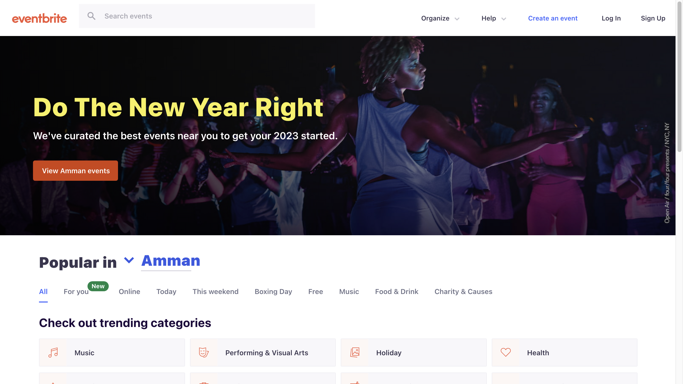 eventbrite
Search events
Organize
Help
Create an event
Log In
Sign Up
Do The New Year Right
We've curated the best events near you to get your 2023 started.
View Amman events
Open Air / four/four presents / NYC, NY
Popular in Amman
All
For you
New
Online
Today
This weekend
Boxing Day
Free
Music
Food & Drink
Charity & Causes
Check out trending categories
Music
Performing & Visual Arts
Holiday
Health